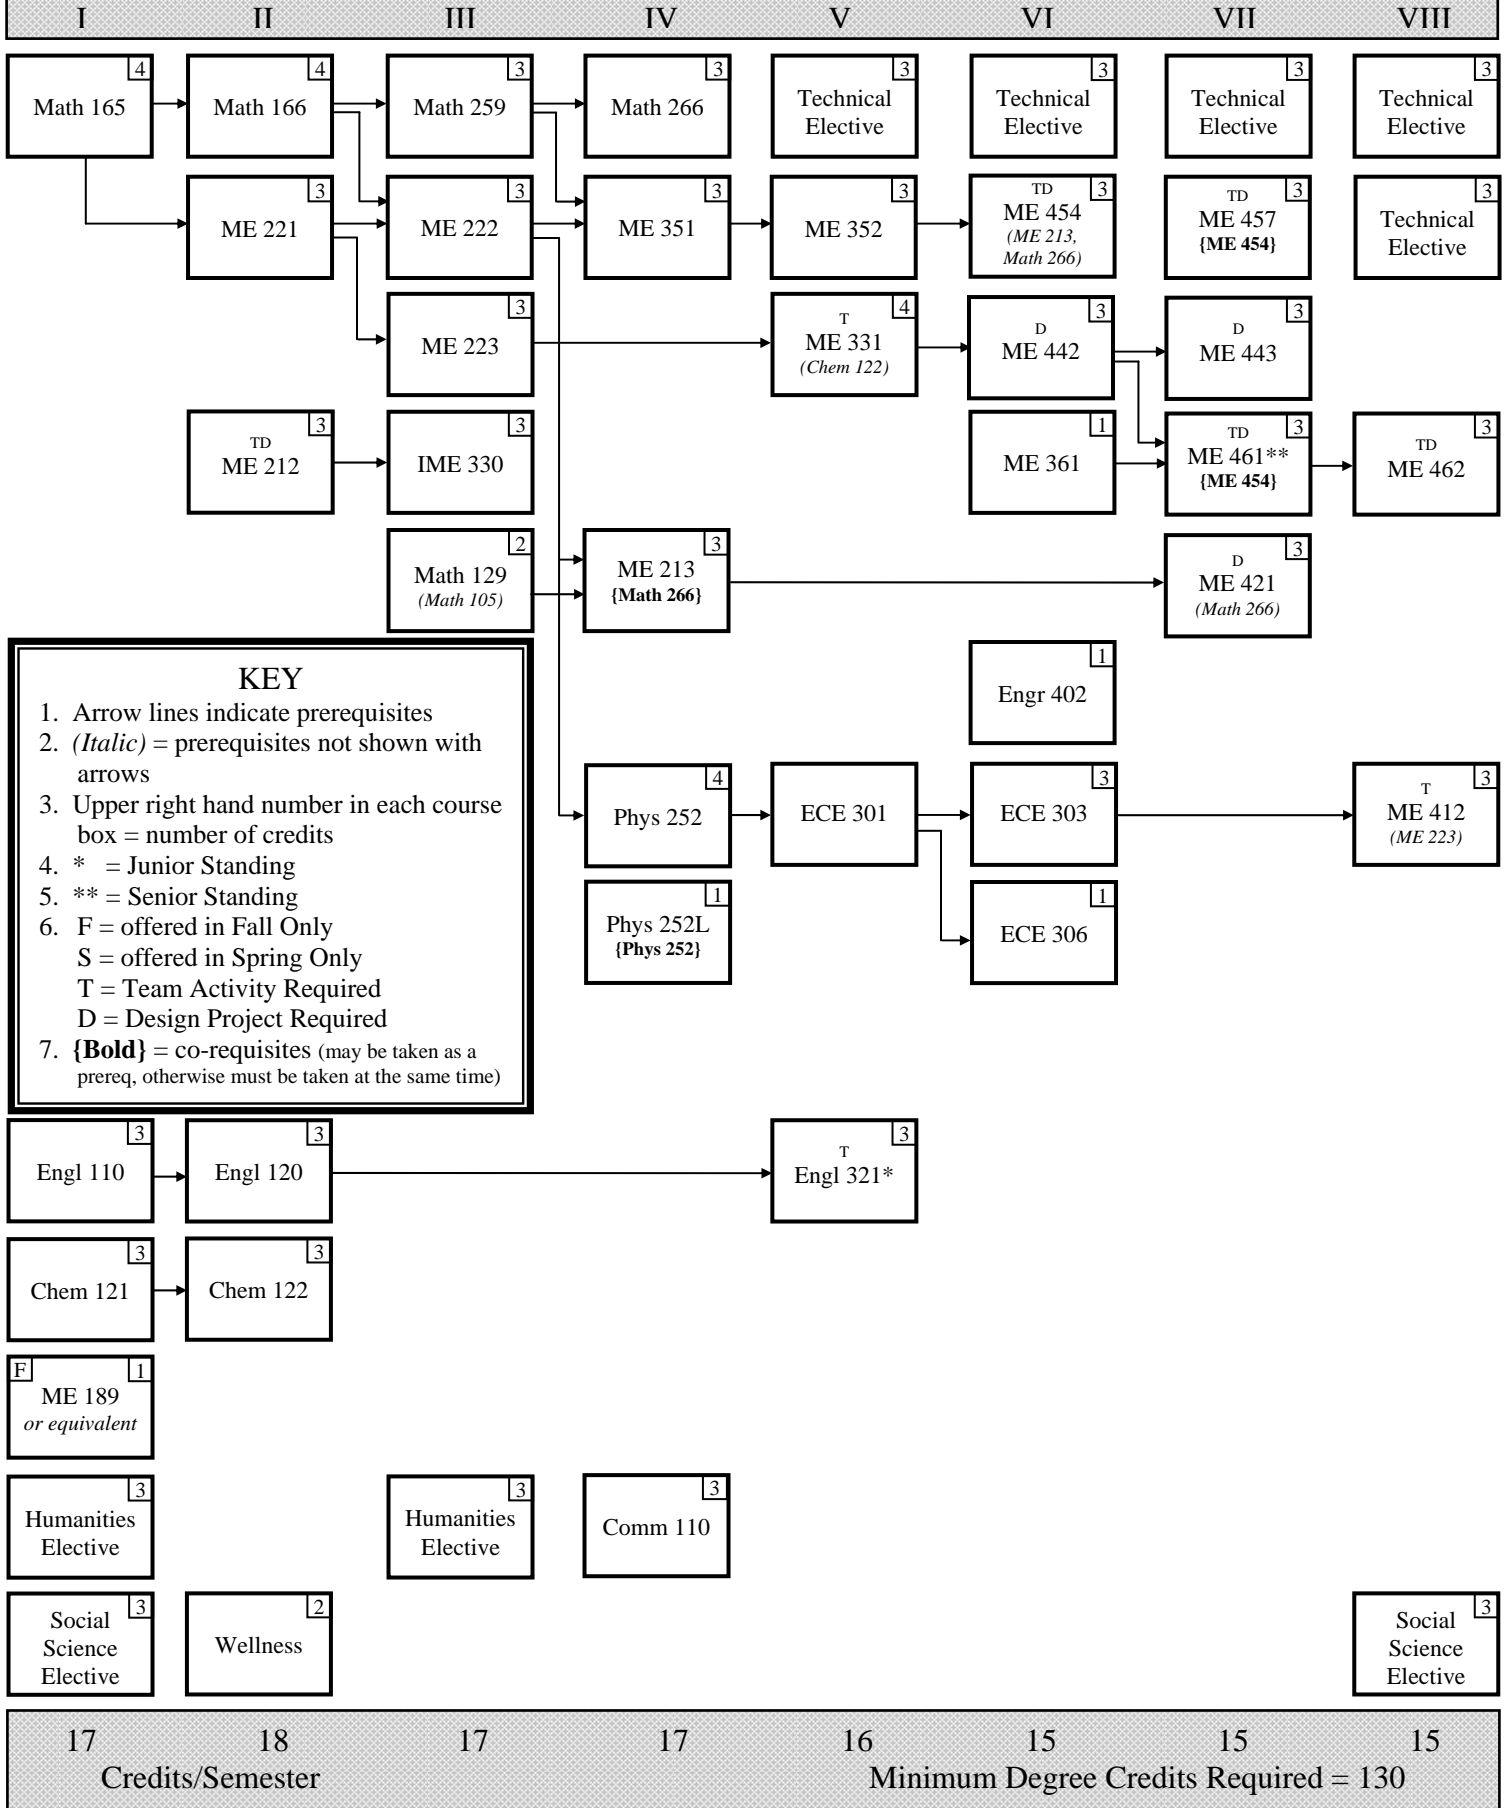 I II III IV V VI VII VIII
4
Math 165
4
Math 166
3
Math 259
3
Math 266
3
Technical
Elective
3
Technical
Elective
3
Technical
Elective
3
Technical
Elective
3
ME 221
3
ME 222
3
ME 351
3
ME 352
TD 3
ME 454
(ME 213,
Math 266)
TD 3
ME 457
{ME 454}
3
Technical
Elective
3
ME 223
T 4
ME 331
(Chem 122)
D 3
ME 442
D 3
ME 443
TD 3
ME 212
3
IME 330
1
ME 361
TD 3
ME 461**
{ME 454}
TD 3
ME 462
2
Math 129
(Math 105)
3
ME 213
{Math 266}
D 3
ME 421
(Math 266)
1
Engr 402
KEY
1. Arrow lines indicate prerequisites
2. (Italic) = prerequisites not shown with
arrows
3. Upper right hand number in each course
box = number of credits
4. * = Junior Standing
5. ** = Senior Standing
6. F = offered in Fall Only
S = offered in Spring Only
T = Team Activity Required
D = Design Project Required
7. {Bold} = co-requisites (may be taken as a
prereq, otherwise must be taken at the same time)
4
Phys 252
ECE 301
3
ECE 303
T 3
ME 412
(ME 223)
1
Phys 252L
{Phys 252}
1
ECE 306
3
Engl 110
3
Engl 120
T 3
Engl 321*
3
Chem 121
3
Chem 122
F 1
ME 189
or equivalent
3
Humanities
Elective
3
Humanities
Elective
3
Comm 110
3
Social
Science
Elective
2
Wellness
3
Social
Science
Elective
17 18 17 17 16 15 15 15
Credits/Semester Minimum Degree Credits Required = 130